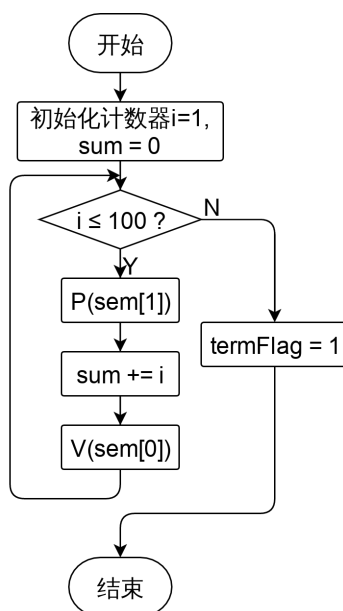 开始
初始化计数器i=1,
sum = 0
i ≤ 100 ?
N
Y
P(sem[1])
termFlag = 1
sum += i
V(sem[0])
结束